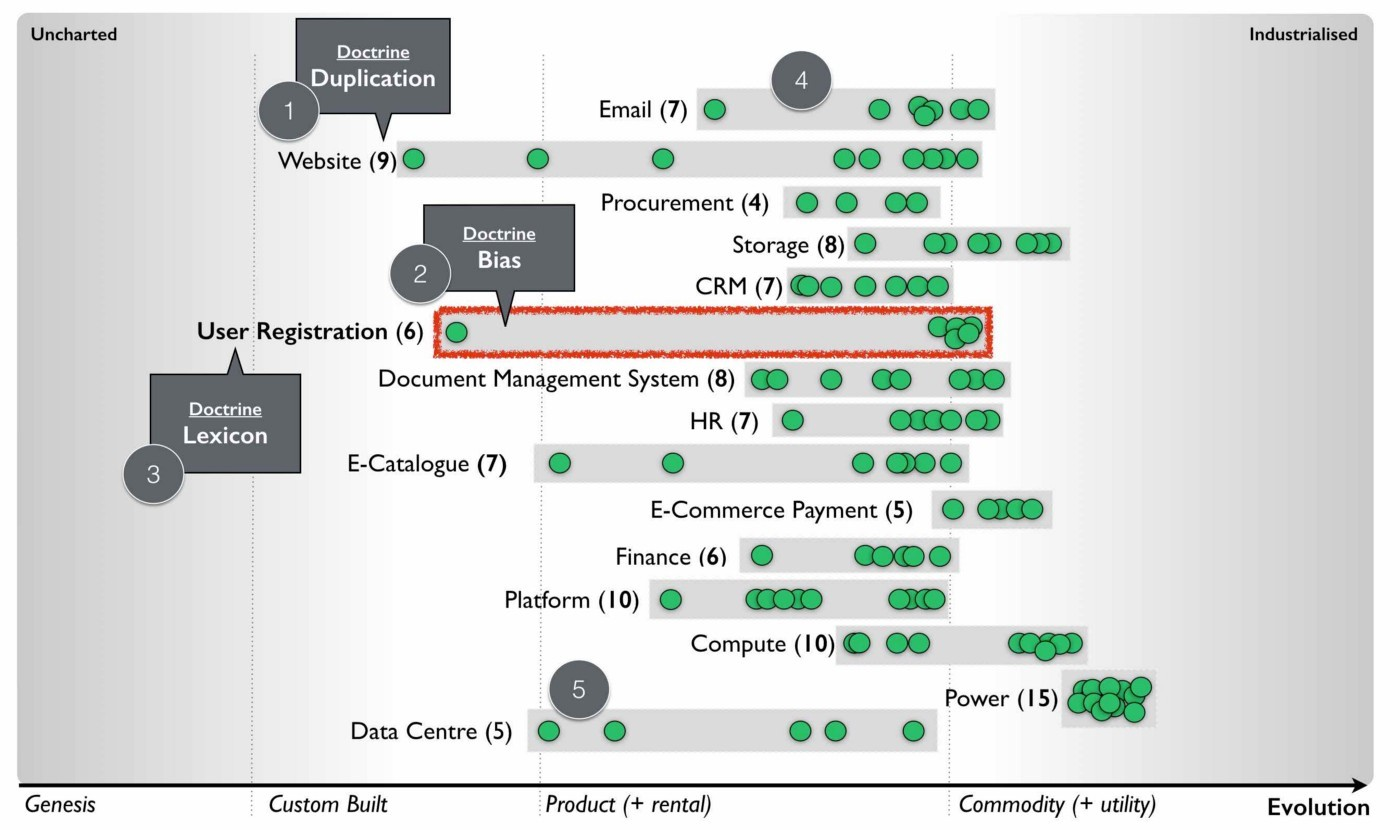 Uncharted
Industrialised
Doctrine
Duplication
1
4
Email (7)
Website (9)
Procurement (4)
Doctrine
Bias
2
Storage (8)
CRM (7)
User Registration (6)
Document Management System (8)
Doctrine
Lexicon
3
HR (7)
E-Catalogue (7)
E-Commerce Payment (5)
Finance (6)
Platform (10)
Compute (10)
5
Power (15)
Data Centre (5)
Genesis
Custom Built
Product (+ rental)
Commodity (+ utility)
Evolution